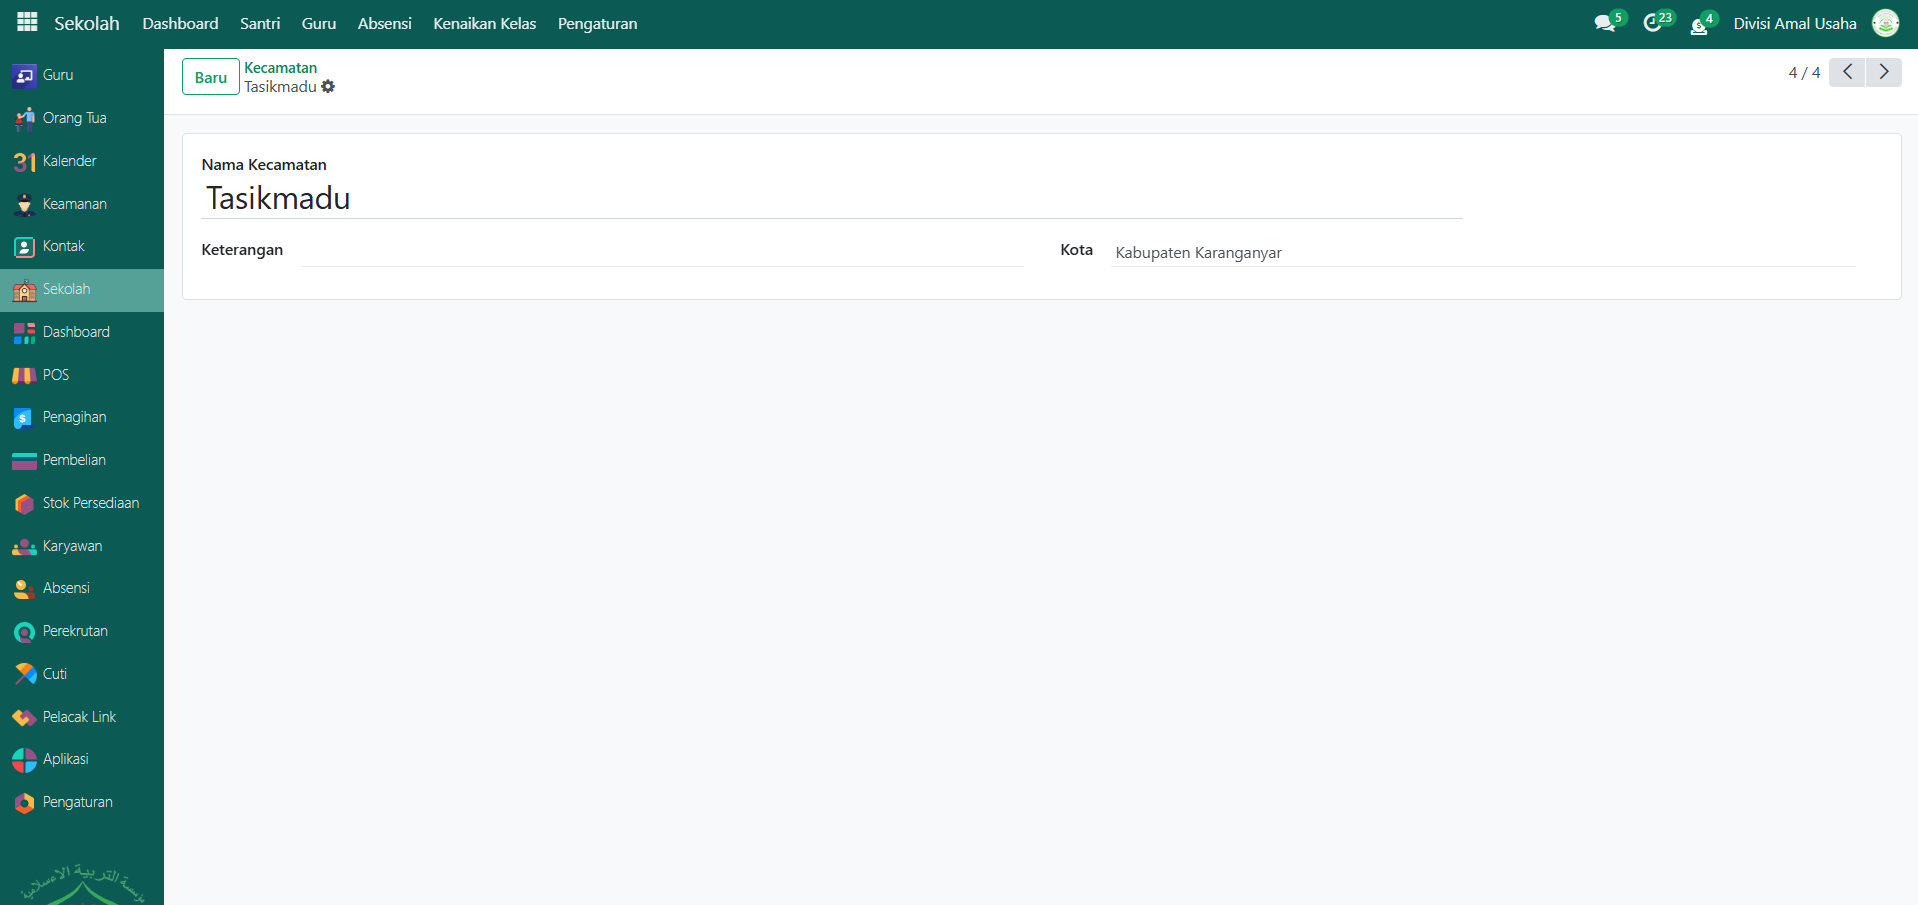 Sekolah Dashboard Santri Guru Absensi Kenaikan Kelas Pengaturan 5 23 4 Divisi Amal Usaha
Guru
Orang Tua
31 Kalender
Keamanan
Kontak
Sekolah
Dashboard
POS
$ Penagihan
Pembelian
Stok Persediaan
Karyawan
Absensi
Perekrutan
Cuti
Pelacak Link
Aplikasi
Pengaturan
مؤسسة التربية الإسلامية
Baru
Kecamatan
Tasikmadu
4 / 4
Nama Kecamatan
Tasikmadu
Keterangan
Kota Kabupaten Karanganyar